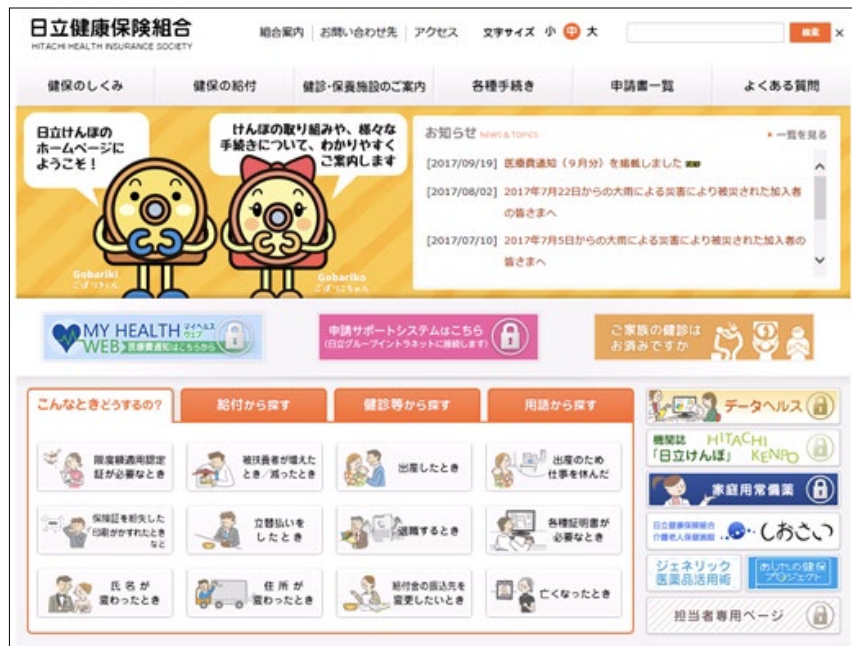 日立健康保険組合
HITACHI HEALTH INSURANCE SOCIETY
組合案内 お問い合わせ先 アクセス 文字サイズ 小 中 大 検索 ×
健保のしくみ 健保の給付 健診・保養施設のご案内 各種手続き 申請書一覧 よくある質問
日立けんぽの
ホームページに
ようこそ！
けんぽの取り組みや、様々な
手続きについて、わかりやすく
ご案内します
Gobariki
ごばりきくん
Gobariko
ごばりこちゃん
お知らせ NEWS & TOPICS 一覧を見る
[2017/09/19] 医療費通知（9月分）を掲載しました NEW
[2017/08/02] 2017年7月22日からの大雨による災害により被災された加入者
の皆さまへ
[2017/07/10] 2017年7月5日からの大雨による災害により被災された加入者の
皆さまへ
MY HEALTH マイヘルス
WEB ウェブ
医療費通知はこちらから
申請サポートシステムはこちら
(日立グループイントラネットに接続します)
ご家族の健診は
お済みですか
こんなときどうするの？ 給付から探す 健診等から探す 用語から探す
限度額適用認定
証が必要なとき
被扶養者が増えた
とき／減ったとき
出産したとき
出産のため
仕事を休んだ
保険証を紛失した
印刷がかすれたとき
など
立替払いを
したとき
退職するとき
各種証明書が
必要なとき
氏名が
変わったとき
住所が
変わったとき
給付金の振込先を
変更したいとき
亡くなったとき
データヘルス
機関誌 HITACHI
「日立けんぽ」 KENPO
家庭用常備薬
日立健康保険組合
介護老人保健施設
しおさい
ジェネリック
医薬品活用術
あしたの健保
プロジェクト
担当者専用ページ